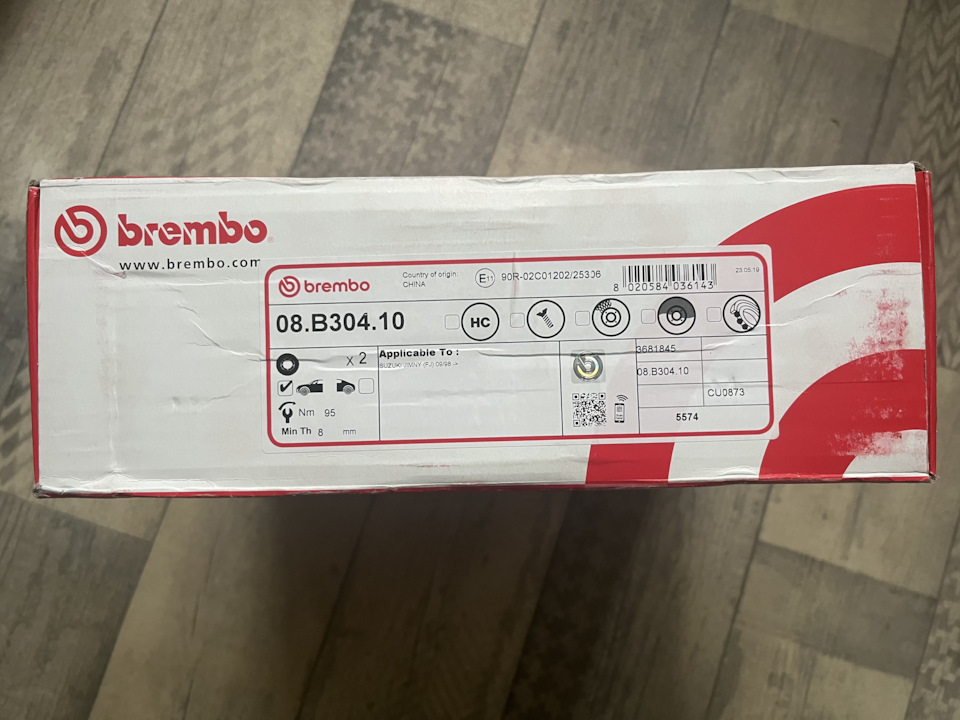 brembo
www.brembo.com
brembo
Country of origin:
CHINA
E11 90R-02C01202/25306
8 020584 036143
23.05.19
08.B304.10
HC
x 2
Applicable To :
SUZUKI JIMNY (FJ) 09/98 ->
Nm 95
Min Th 8 mm
3681845
08.B304.10
CU0873
5574